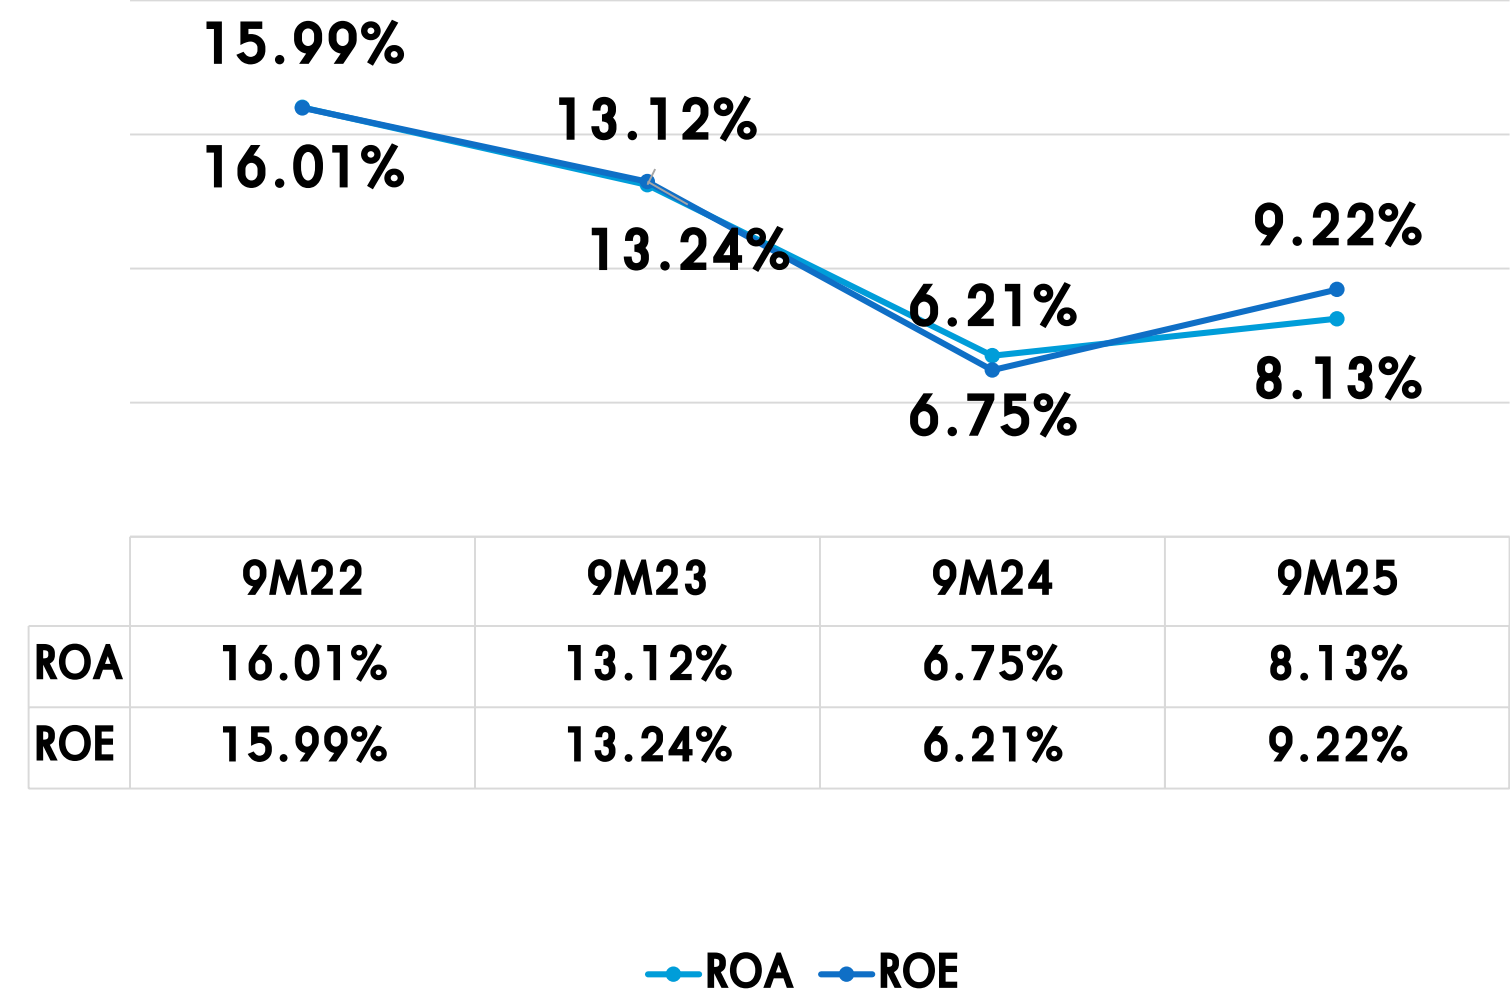 15.99%
13.12%
16.01%
9.22%
13.24%
6.21%
8.13%
6.75%
9M22 9M23 9M24 9M25
ROA 16.01% 13.12% 6.75% 8.13%
ROE 15.99% 13.24% 6.21% 9.22%
ROA ROE